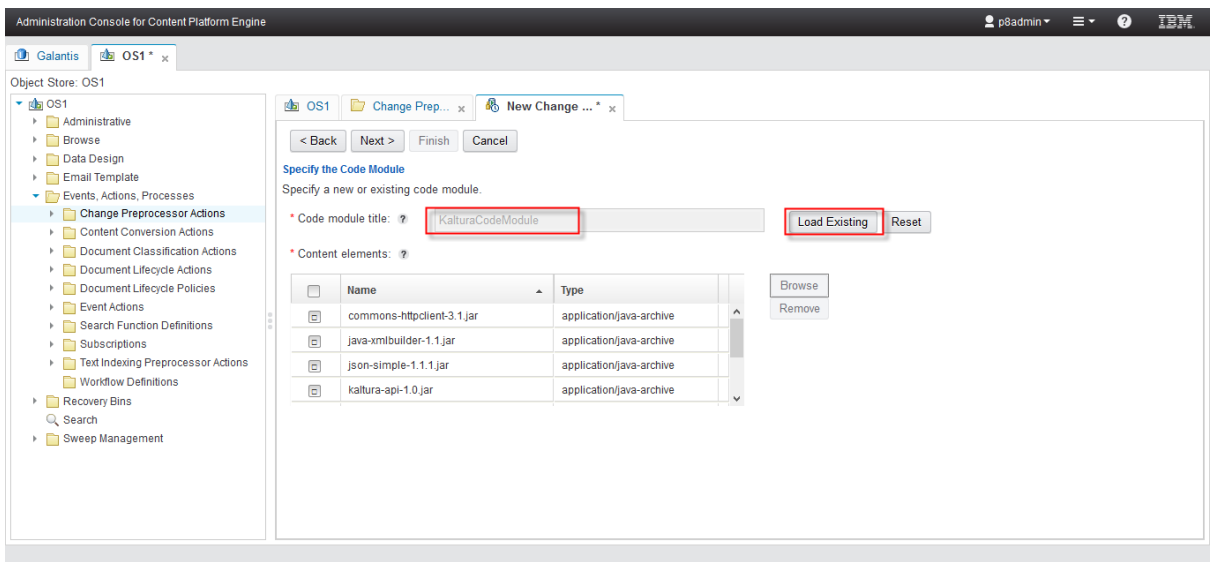 Administration Console for Content Platform Engine p8admin ? IBM.
Galantis OS1 * x
Object Store: OS1
OS1
Administrative
Browse
Data Design
Email Template
Events, Actions, Processes
Change Preprocessor Actions
Content Conversion Actions
Document Classification Actions
Document Lifecycle Actions
Document Lifecycle Policies
Event Actions
Search Function Definitions
Subscriptions
Text Indexing Preprocessor Actions
Workflow Definitions
Recovery Bins
Search
Sweep Management
OS1 Change Prep... x New Change ... * x
< Back Next > Finish Cancel
Specify the Code Module
Specify a new or existing code module.
* Code module title: ? KalturaCodeModule Load Existing Reset
* Content elements: ?
Name Type Browse
commons-httpclient-3.1.jar application/java-archive Remove
java-xmlbuilder-1.1.jar application/java-archive
json-simple-1.1.1.jar application/java-archive
kaltura-api-1.0.jar application/java-archive